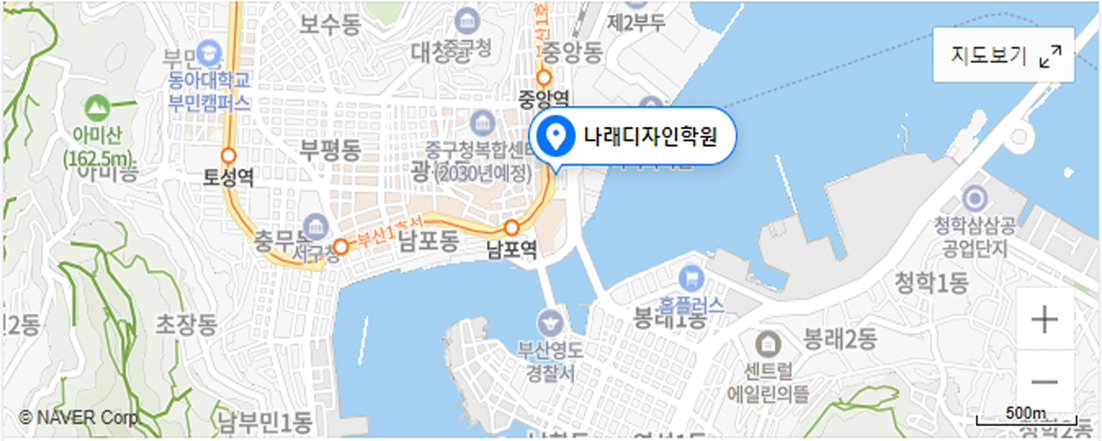 보수동
중구청
대청동
부산1호
중앙동
제2부두
지도보기
부민
동아대학교
부민캠퍼스
중앙역
아미산
(162.5m)
아미동
나래디자인학원
부평동
중구청복합센터
(2030년예정)
토성역
청학삼삼공
공업단지
충무동
서구청
부산1호선
남포동
남포역
청학1동
홈플러스
봉래1동
초장동
부산영도
경찰서
봉래2동
센트럴
에일린의뜰
+
−
© NAVER Corp.
남부민1동
500m
청학2동